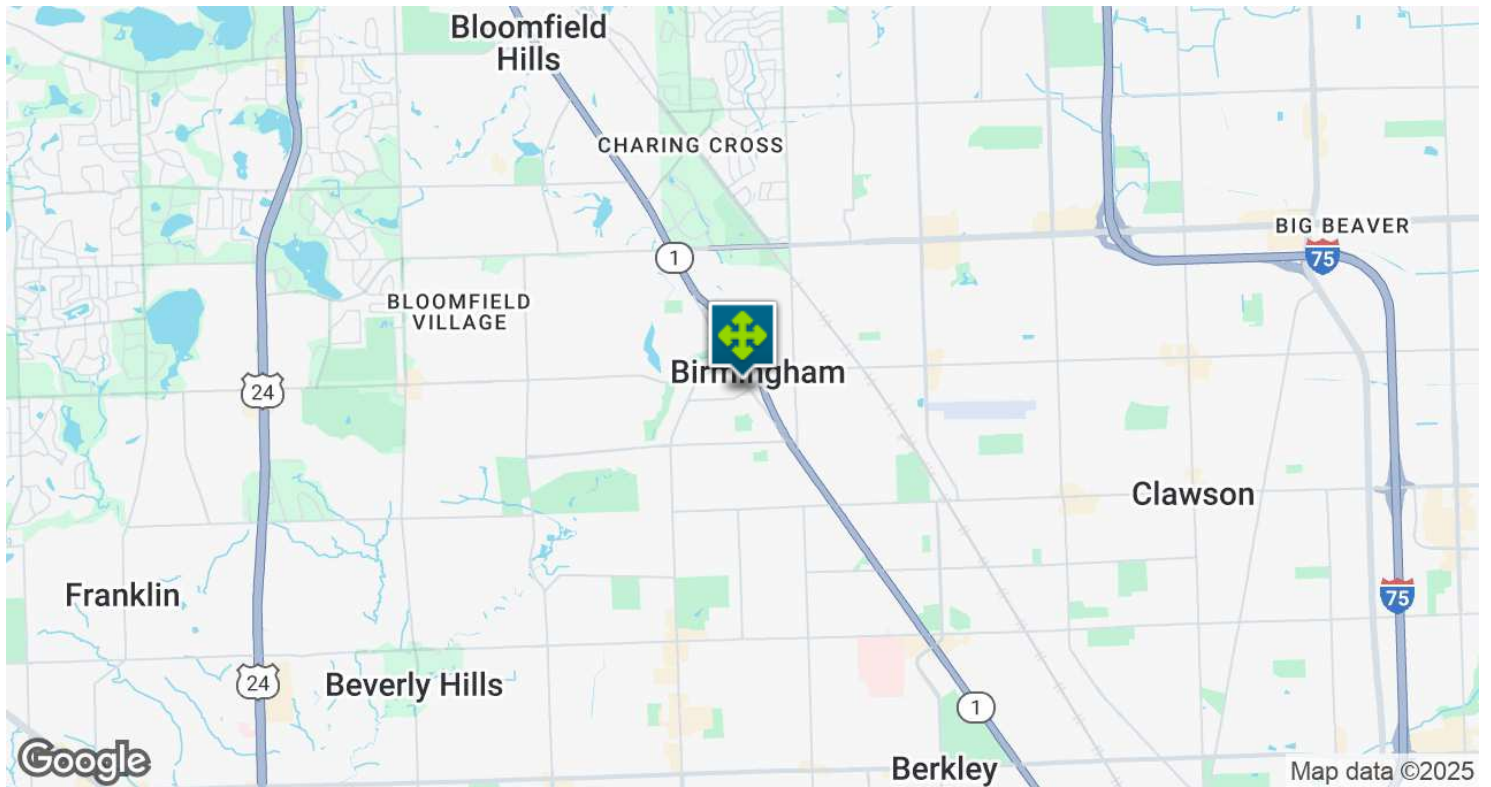 Bloomfield
Hills
CHARING CROSS
BIG BEAVER
75
1
BLOOMFIELD
VILLAGE
Birmingham
24
Clawson
Franklin
75
24
Beverly Hills
1
Google
Berkley
Map data ©2025